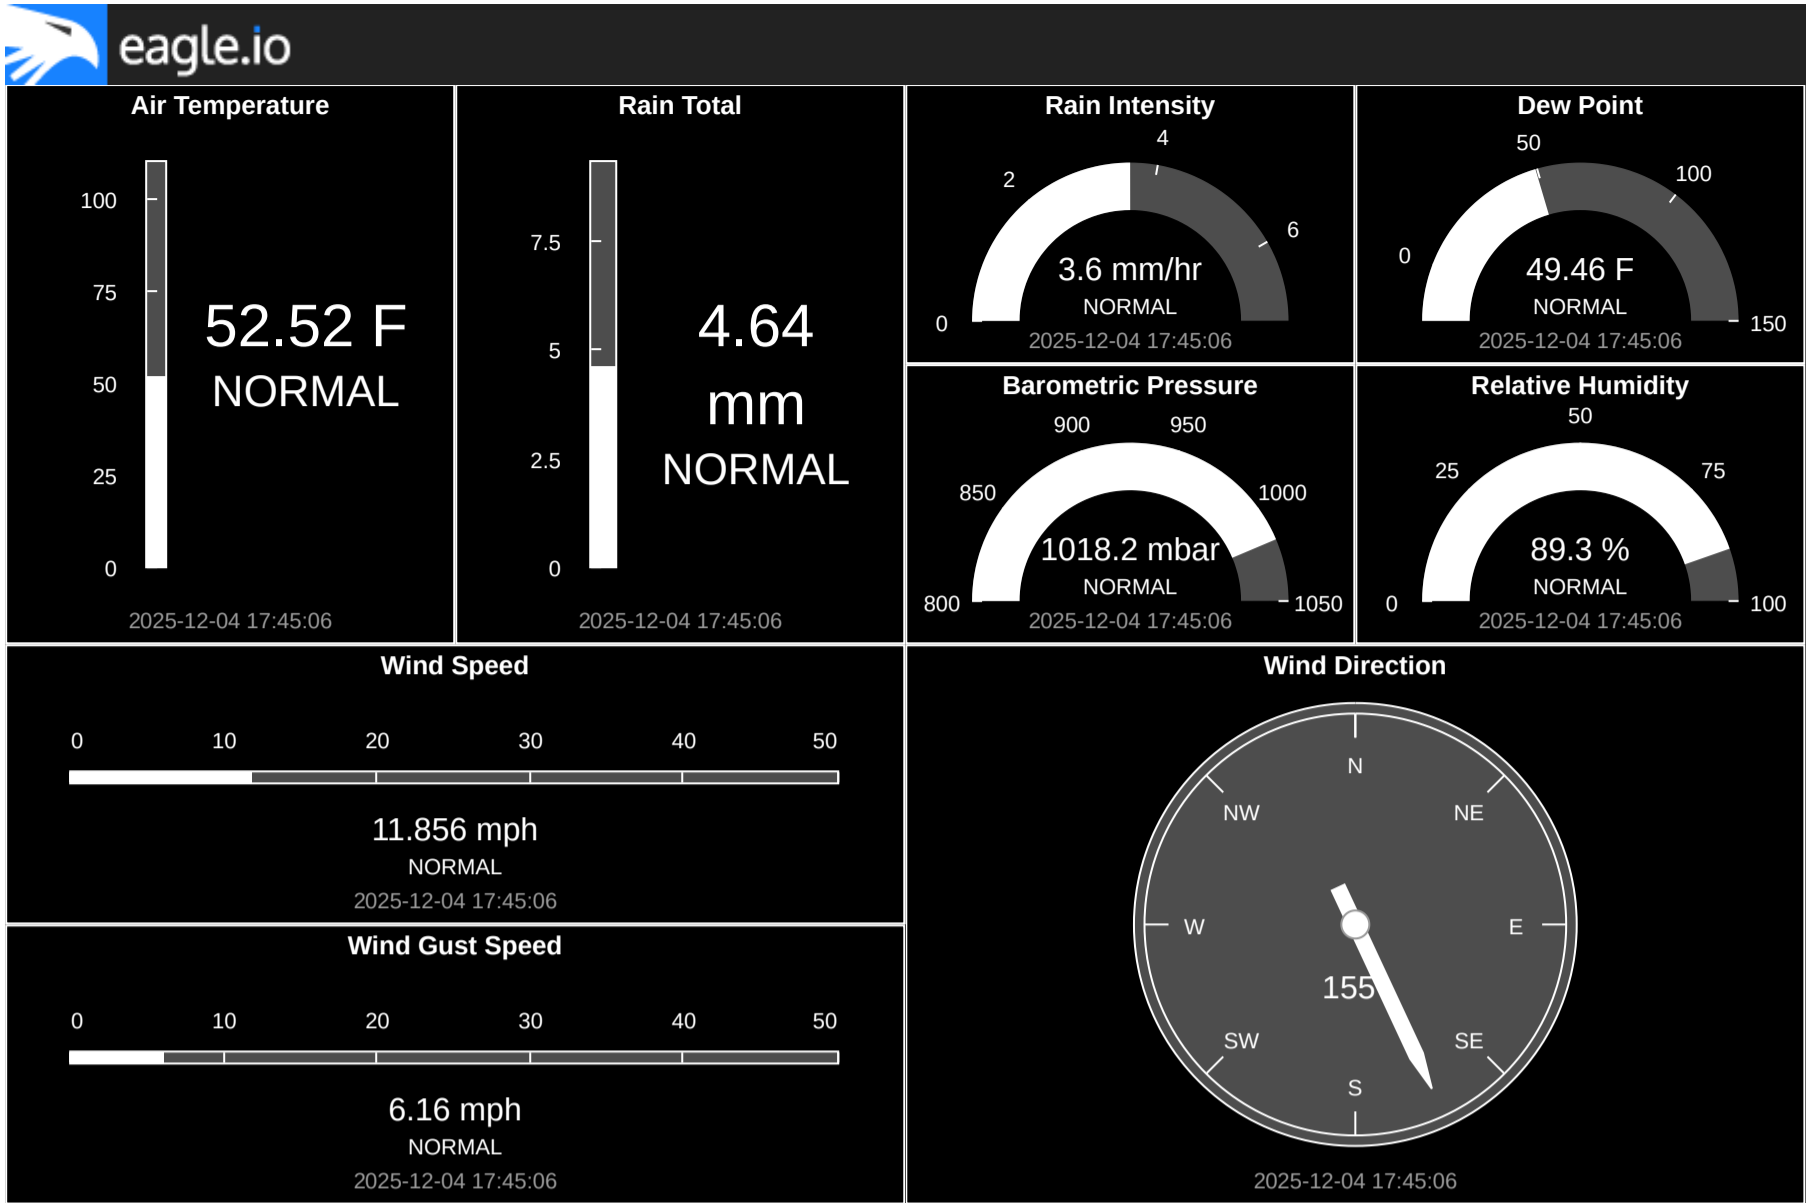 eagle.io
Air Temperature
100
75
50
25
0
52.52 F
NORMAL
2025-12-04 17:45:06
Rain Total
7.5
5
2.5
0
4.64
mm
NORMAL
2025-12-04 17:45:06
Rain Intensity
0
2
4
6
3.6 mm/hr
NORMAL
2025-12-04 17:45:06
Dew Point
0
50
100
150
49.46 F
NORMAL
2025-12-04 17:45:06
Barometric Pressure
800
850
900
950
1000
1050
1018.2 mbar
NORMAL
2025-12-04 17:45:06
Relative Humidity
0
25
50
75
100
89.3 %
NORMAL
2025-12-04 17:45:06
Wind Speed
0 10 20 30 40 50
11.856 mph
NORMAL
2025-12-04 17:45:06
Wind Gust Speed
0 10 20 30 40 50
6.16 mph
NORMAL
2025-12-04 17:45:06
Wind Direction
N
NW NE
W E
155
SW SE
S
2025-12-04 17:45:06